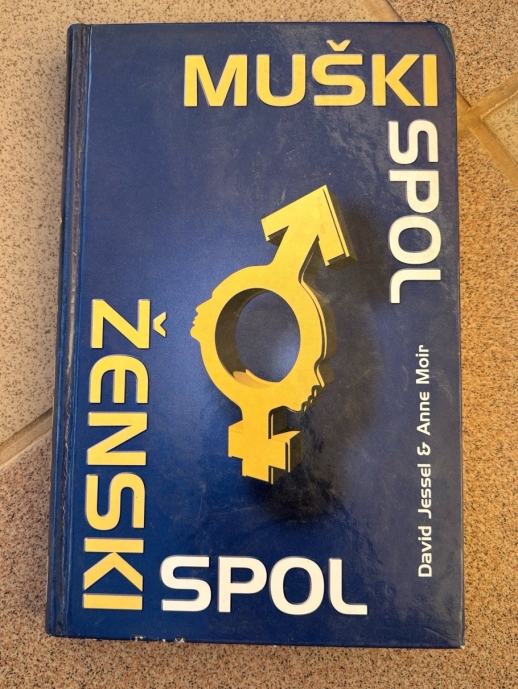 MUŠKI
SPOL
ŽENSKI
SPOL
David Jessel & Anne Moir